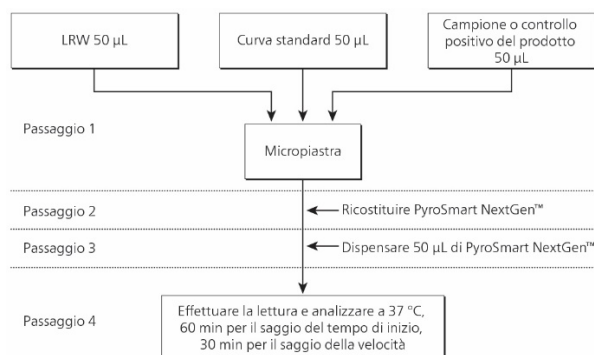 LRW 50 µL
Curva standard 50 µL
Campione o controllo
positivo del prodotto
50 µL
Passaggio 1
Micropiastra
Passaggio 2
Ricostituire PyroSmart NextGen™
Passaggio 3
Dispensare 50 µL di PyroSmart NextGen™
Passaggio 4
Effettuare la lettura e analizzare a 37 °C,
60 min per il saggio del tempo di inizio,
30 min per il saggio della velocità